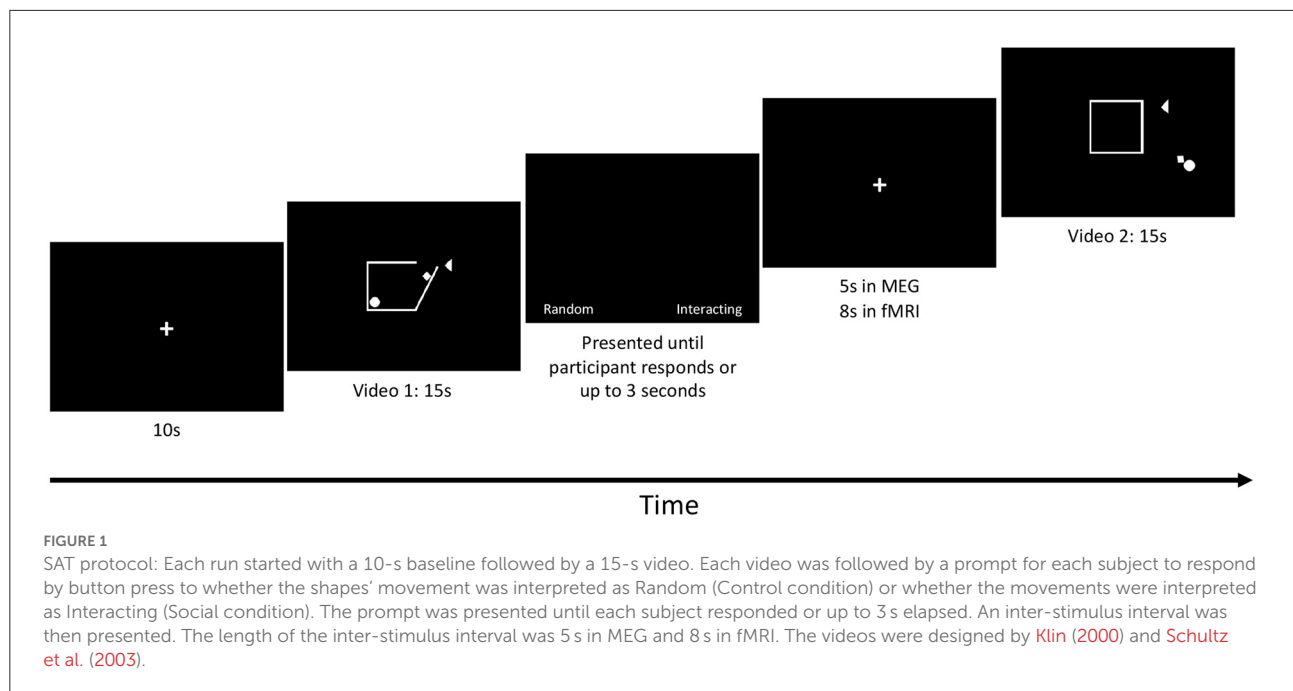 10s
Video 1: 15s
Random Interacting
Presented until
participant responds or
up to 3 seconds
5s in MEG
8s in fMRI
Video 2: 15s
Time
FIGURE 1
SAT protocol: Each run started with a 10-s baseline followed by a 15-s video. Each video was followed by a prompt for each subject to respond
by button press to whether the shapes’ movement was interpreted as Random (Control condition) or whether the movements were interpreted
as Interacting (Social condition). The prompt was presented until each subject responded or up to 3 s elapsed. An inter-stimulus interval was
then presented. The length of the inter-stimulus interval was 5 s in MEG and 8 s in fMRI. The videos were designed by Klin (2000) and Schultz
et al. (2003).